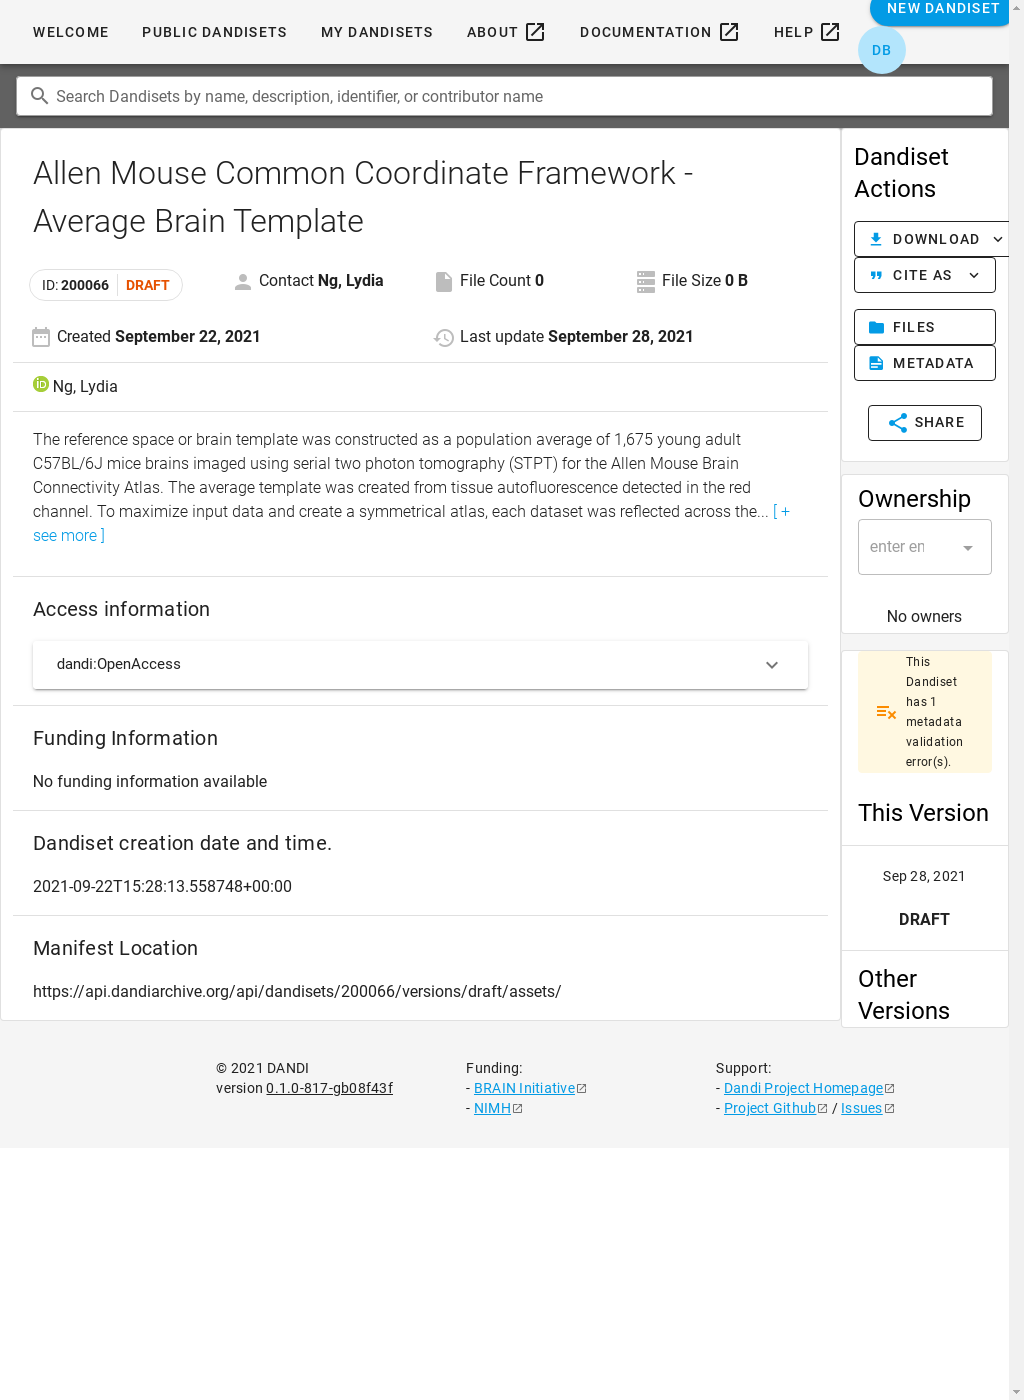 WELCOME PUBLIC DANDISETS MY DANDISETS ABOUT DOCUMENTATION HELP NEW DANDISET
DB
Search Dandisets by name, description, identifier, or contributor name
Allen Mouse Common Coordinate Framework -
Average Brain Template
ID: 200066 DRAFT Contact Ng, Lydia File Count 0 File Size 0 B
Created September 22, 2021 Last update September 28, 2021
Ng, Lydia
The reference space or brain template was constructed as a population average of 1,675 young adult
C57BL/6J mice brains imaged using serial two photon tomography (STPT) for the Allen Mouse Brain
Connectivity Atlas. The average template was created from tissue autofluorescence detected in the red
channel. To maximize input data and create a symmetrical atlas, each dataset was reflected across the... [ +
see more ]
Access information
dandi:OpenAccess
Funding Information
No funding information available
Dandiset creation date and time.
2021-09-22T15:28:13.558748+00:00
Manifest Location
https://api.dandiarchive.org/api/dandisets/200066/versions/draft/assets/
Dandiset
Actions
DOWNLOAD
CITE AS
FILES
METADATA
SHARE
Ownership
enter en
No owners
This
Dandiset
has 1
metadata
validation
error(s).
This Version
Sep 28, 2021
DRAFT
Other
Versions
© 2021 DANDI
version 0.1.0-817-gb08f43f
Funding:
- BRAIN Initiative
- NIMH
Support:
- Dandi Project Homepage
- Project Github / Issues